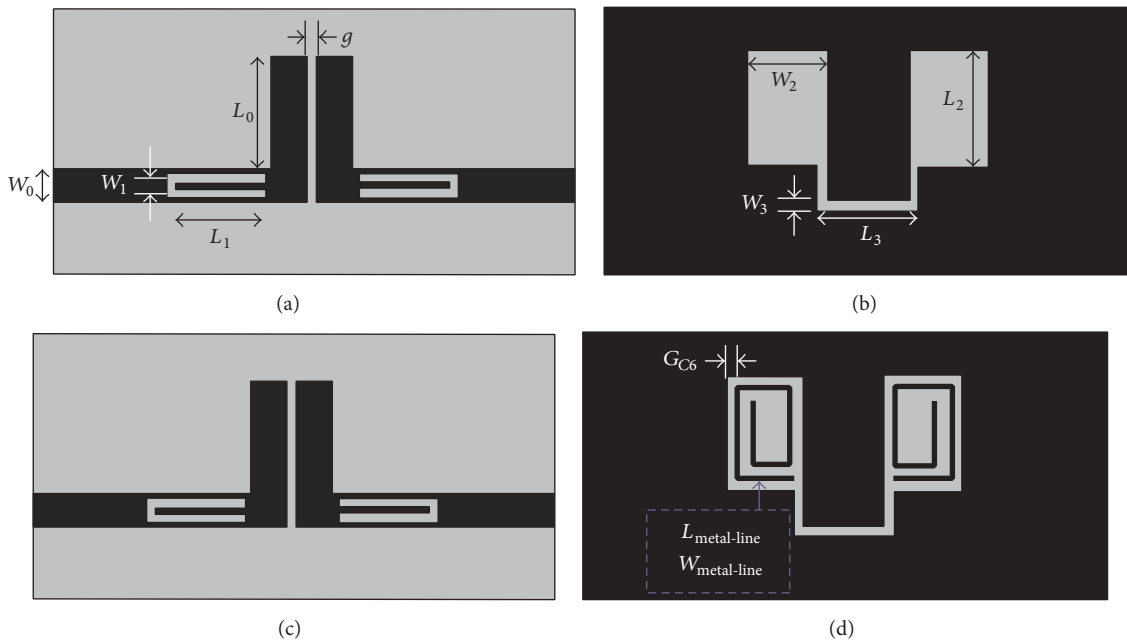 g
L0
W0
W1
L1
(a)
W2
L2
W3
L3
(b)
(c)
GC6
Lmetal-line
Wmetal-line
(d)